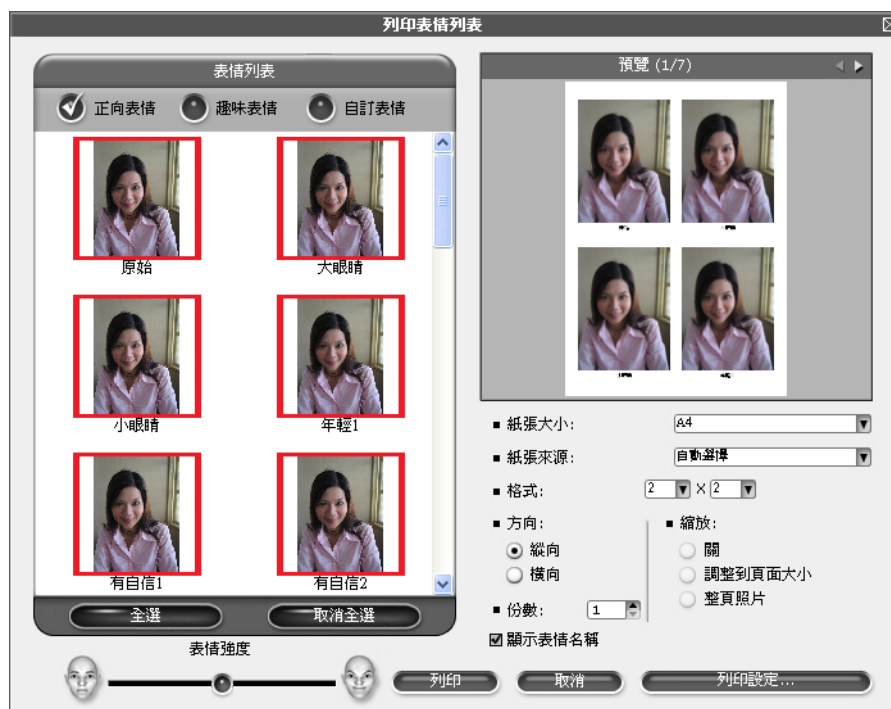 列印表情列表
表情列表
正向表情 趣味表情 自訂表情
原始 大眼睛
小眼睛 年輕1
有自信1 有自信2
全選 取消全選
表情強度
預覽 (1/7)
紙張大小: A4
紙張來源: 自動選擇
格式: 2 X 2
方向:
縱向
橫向
縮放:
關
調整到頁面大小
整頁照片
份數: 1
顯示表情名稱
列印 取消 列印設定...